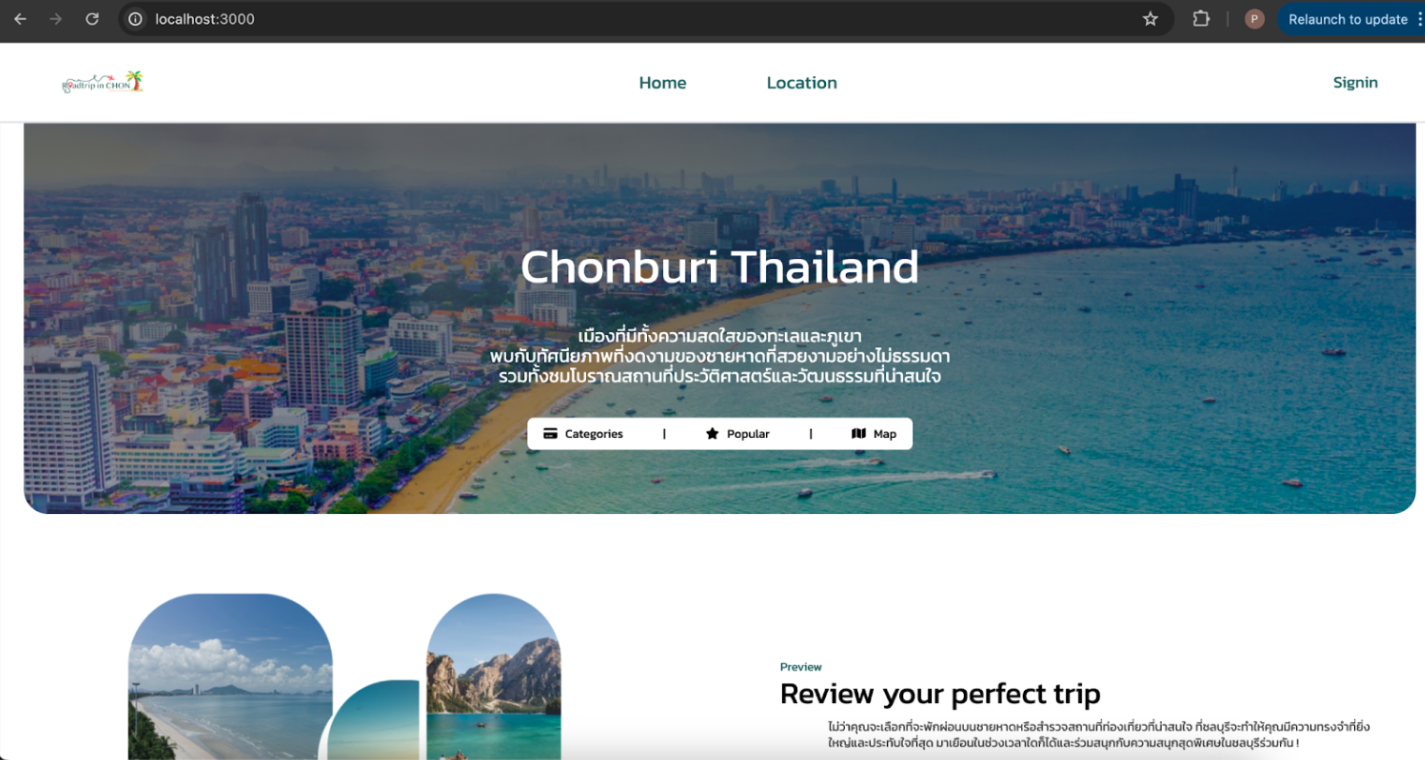 localhost:3000
P
Relaunch to update
Roadtrip in CHON
Home
Location
Signin
Chonburi Thailand
เมืองที่มีทั้งความสดใสของทะเลและภูเขา
พบกับทัศนียภาพที่งดงามของชายหาดที่สวยงามอย่างไม่ธรรมดา
รวมทั้งชมโบราณสถานที่ประวัติศาสตร์และวัฒนธรรมที่น่าสนใจ
Categories | Popular | Map
Preview
Review your perfect trip
ไม่ว่าคุณจะเลือกที่จะพักผ่อนบนชายหาดหรือสำรวจสถานที่ท่องเที่ยวที่น่าสนใจ ที่ชลบุรีจะทำให้คุณมีความทรงจำที่ยิ่ง
ใหญ่และประทับใจที่สุด มาเยือนในช่วงเวลาใดก็ได้และร่วมสนุกกับความสนุกสุดพิเศษในชลบุรีร่วมกัน !